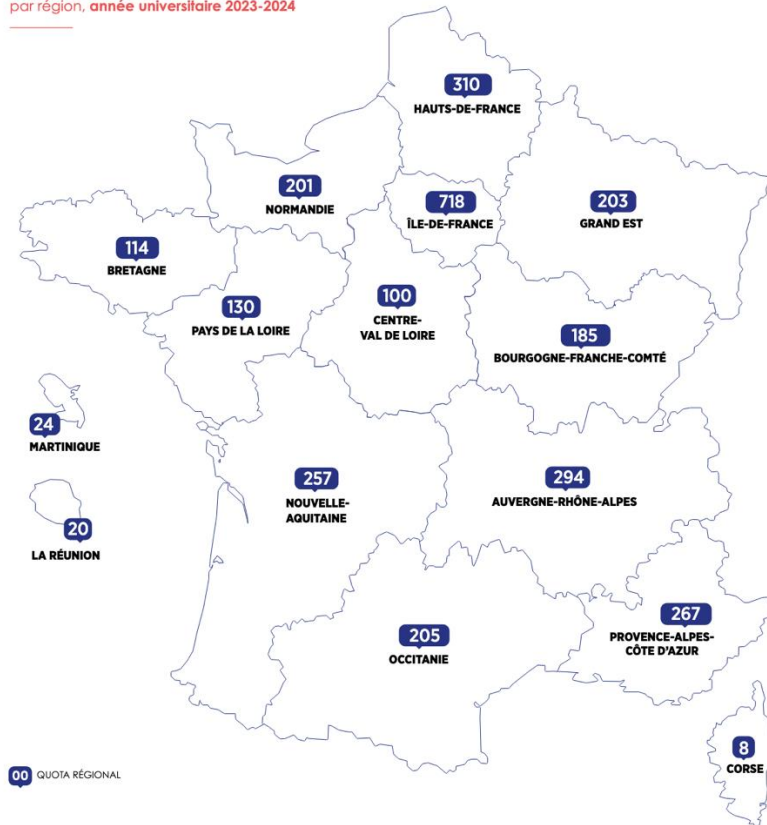 par région, année universitaire 2023-2024
310
HAUTS-DE-FRANCE
201
NORMANDIE
718
ÎLE-DE-FRANCE
203
GRAND EST
114
BRETAGNE
130
PAYS DE LA LOIRE
100
CENTRE-
VAL DE LOIRE
185
BOURGOGNE-FRANCHE-COMTÉ
24
MARTINIQUE
257
NOUVELLE-
AQUITAINE
294
AUVERGNE-RHÔNE-ALPES
20
LA RÉUNION
205
OCCITANIE
267
PROVENCE-ALPES-
CÔTE D'AZUR
8
CORSE
00 QUOTA RÉGIONAL